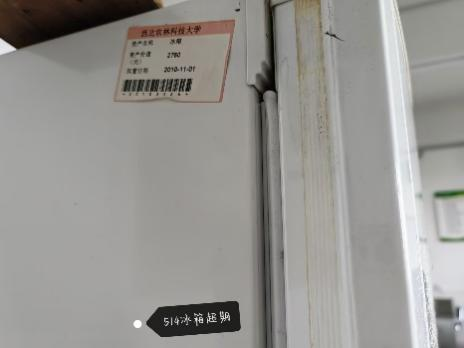 西北农林科技大学
资产名称 冰箱
资产价值 2760
(元)
购置日期 2010-11-01
514冰箱超期